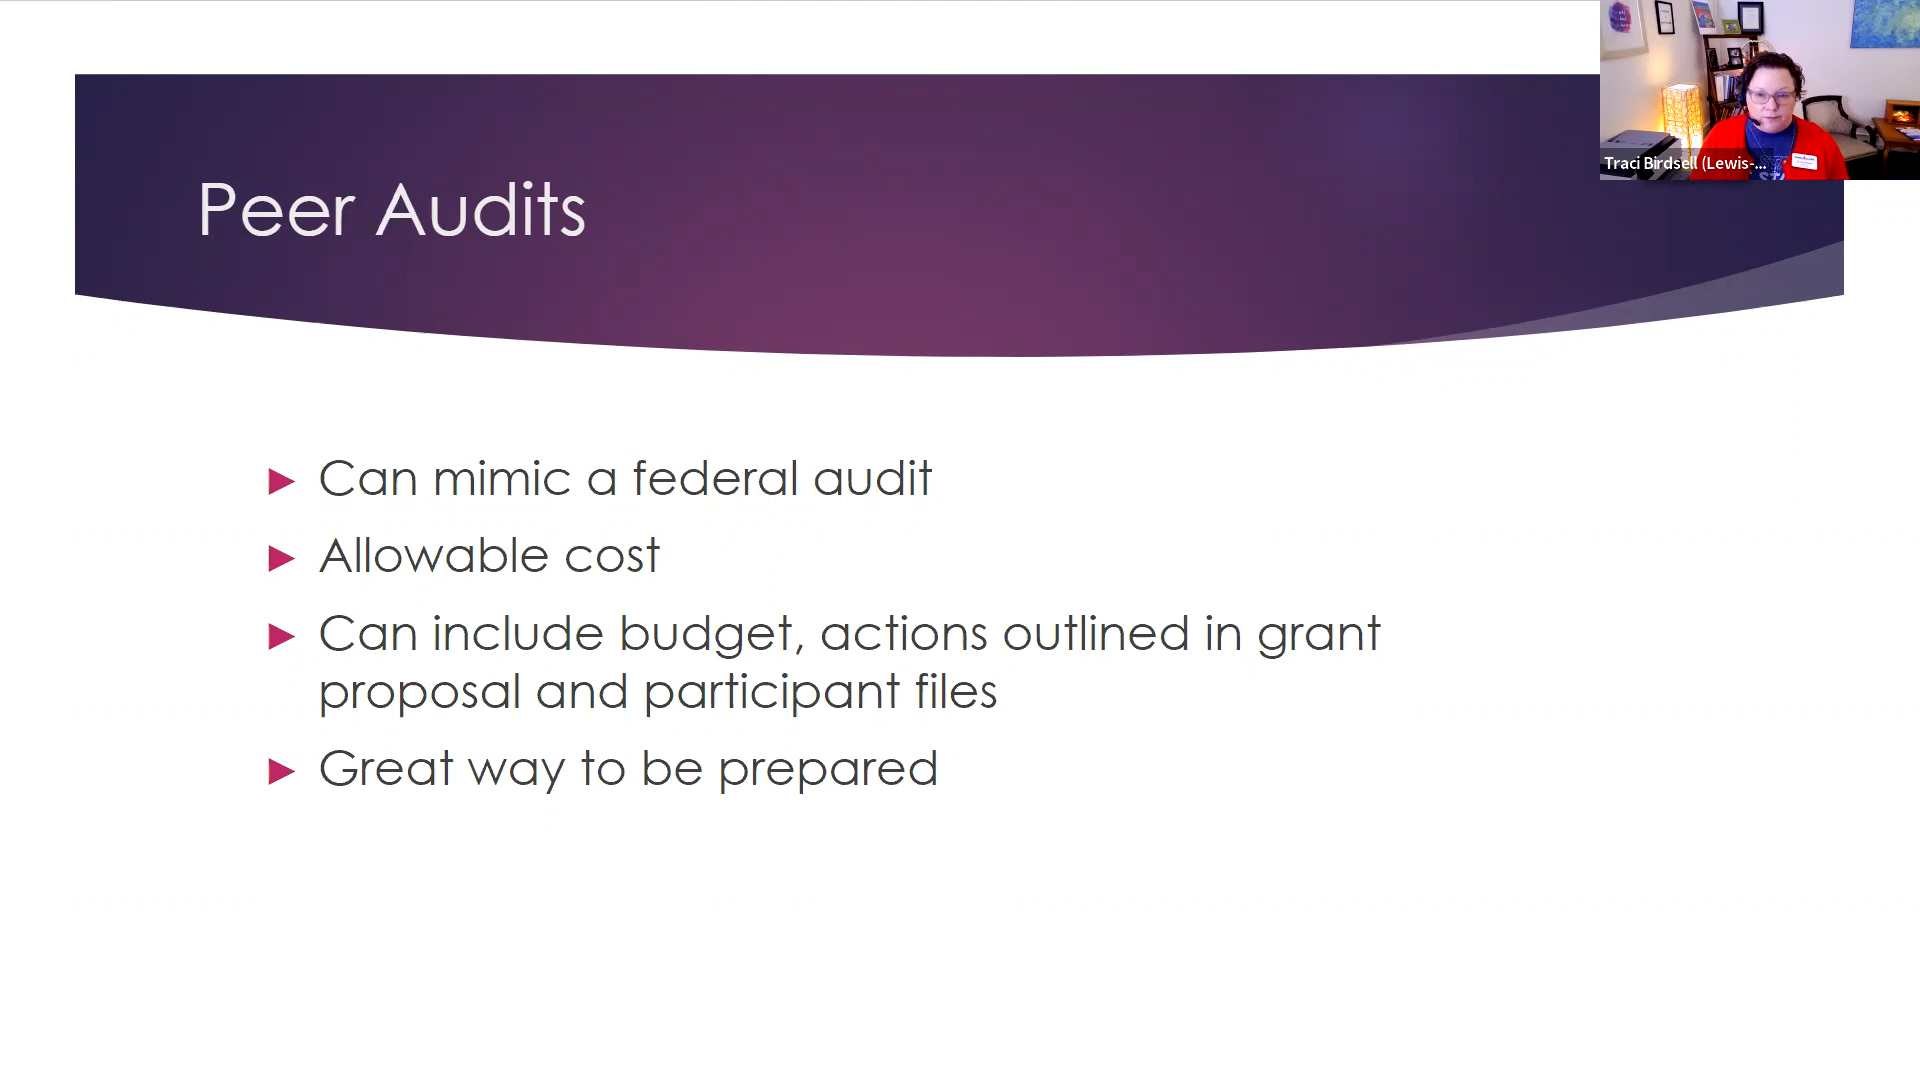 Peer Audits
Traci Birdsell (Lewis-...
Can mimic a federal audit
Allowable cost
Can include budget, actions outlined in grant
proposal and participant files
Great way to be prepared